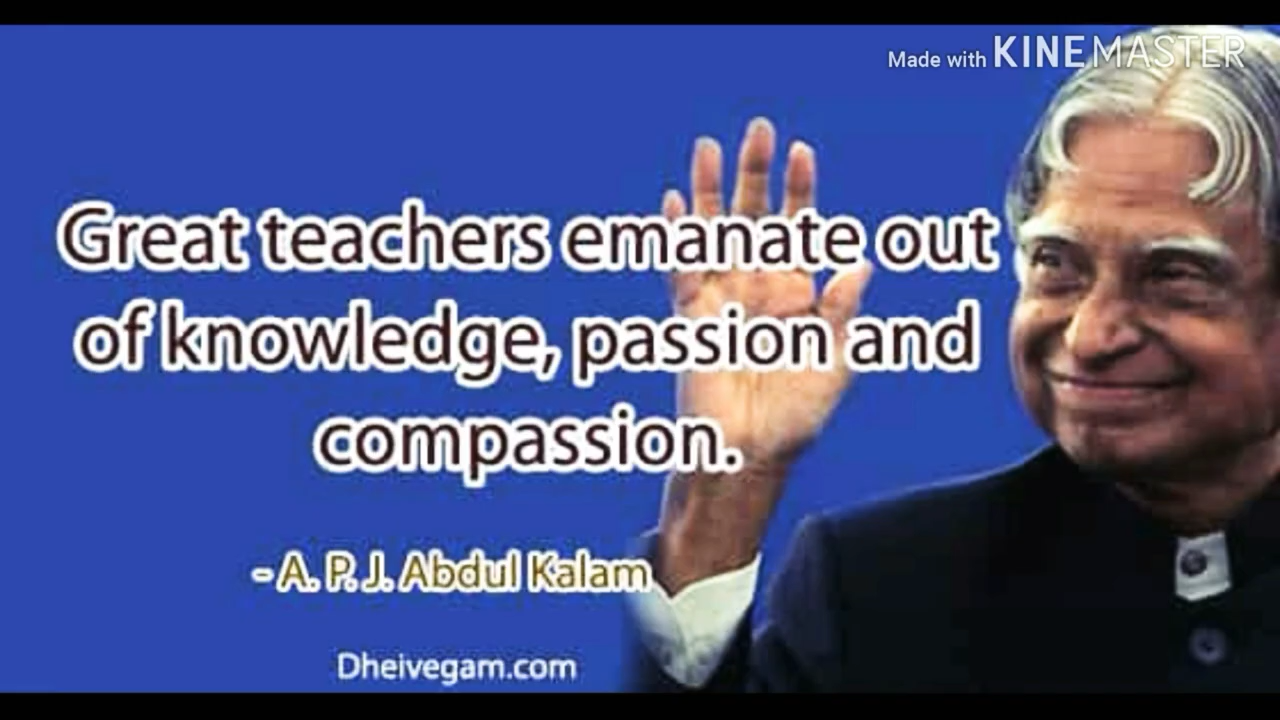 Made with KINEMASTER
Great teachers emanate out
of knowledge, passion and
compassion.
- A. P. J. Abdul Kalam
Dheivegam.com